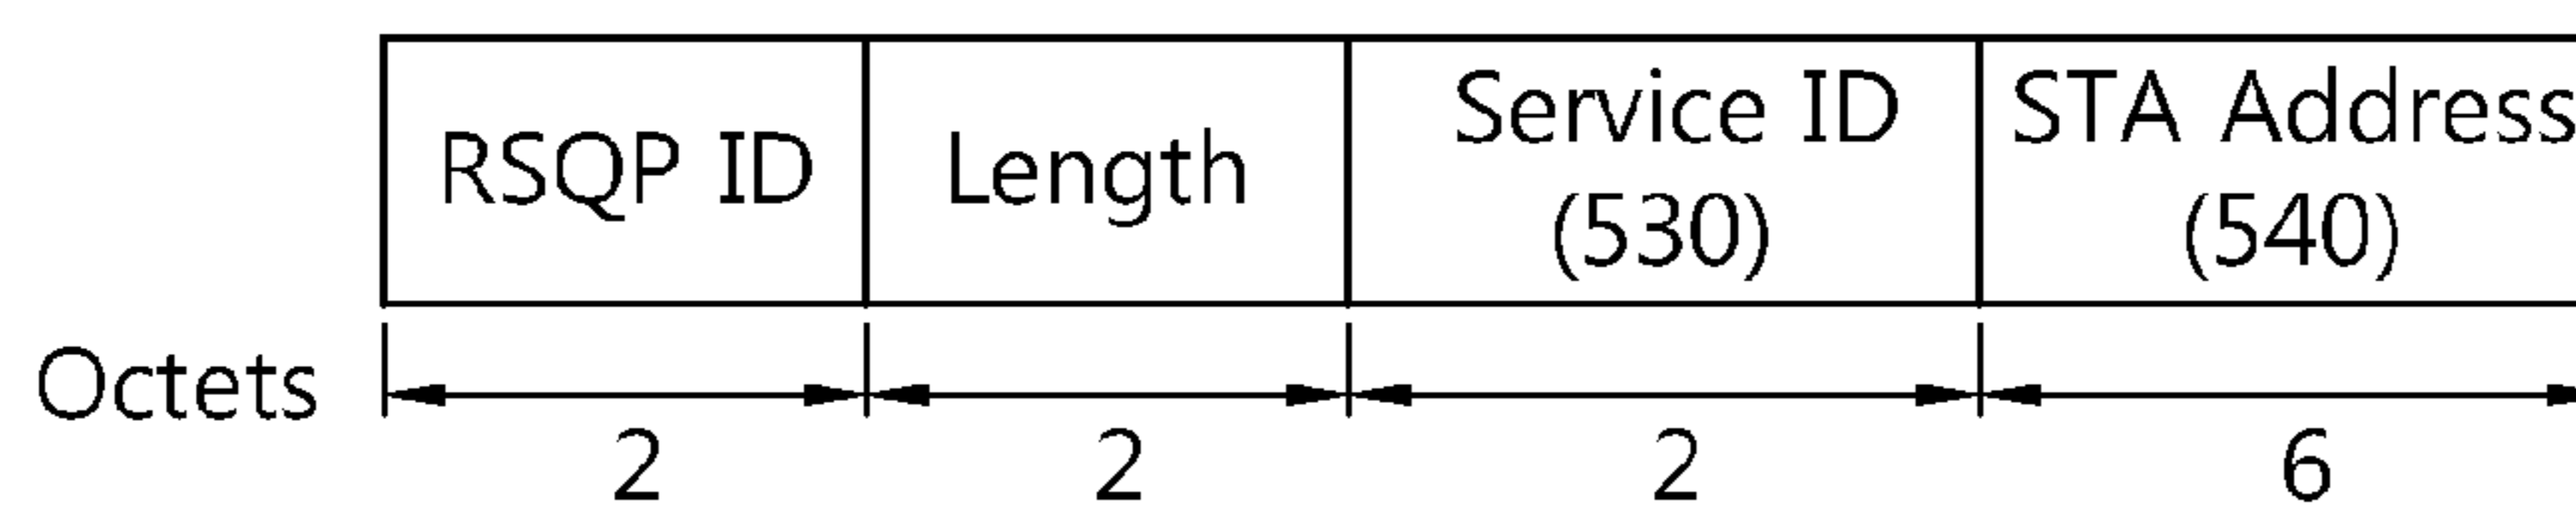 RSQP ID
Length
Service ID
(530)
STA Address
(540)
Octets
2
2
2
6